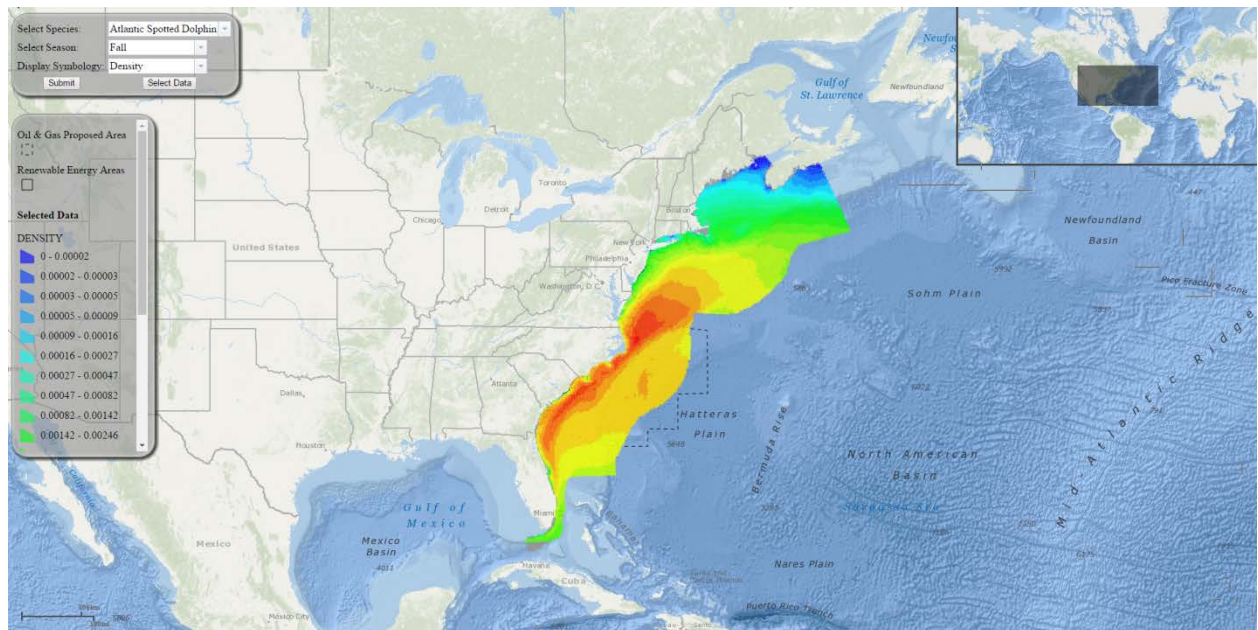 Select Species: Atlantic Spotted Dolphin
Select Season: Fall
Display Symbology: Density
Submit Select Data
Oil & Gas Proposed Area
Renewable Energy Areas
Selected Data
DENSITY
0 - 0.00002
0.00002 - 0.00003
0.00003 - 0.00005
0.00005 - 0.00009
0.00009 - 0.00016
0.00016 - 0.00027
0.00027 - 0.00047
0.00047 - 0.00082
0.00082 - 0.00142
0.00142 - 0.00246
Gulf of
St. Lawrence
Newfoundland
Toronto
Detroit
Chicago
Boston
New York
Philadelphia
Washington, D.C.
United States
Atlanta
Dallas
Houston
Miami
Gulf of
Mexico
Mexico
Basin
4011
Mexico
Havana
Cuba
Mexico City
Hatteras
Plain
5648
Bermuda Rise
North American
Basin
Sargasso Sea
Nares Plain
Puerto Rico Trench
Sohm Plain
Newfoundland
Basin
Pico Fracture Zone
Mid-Atlantic Ridge